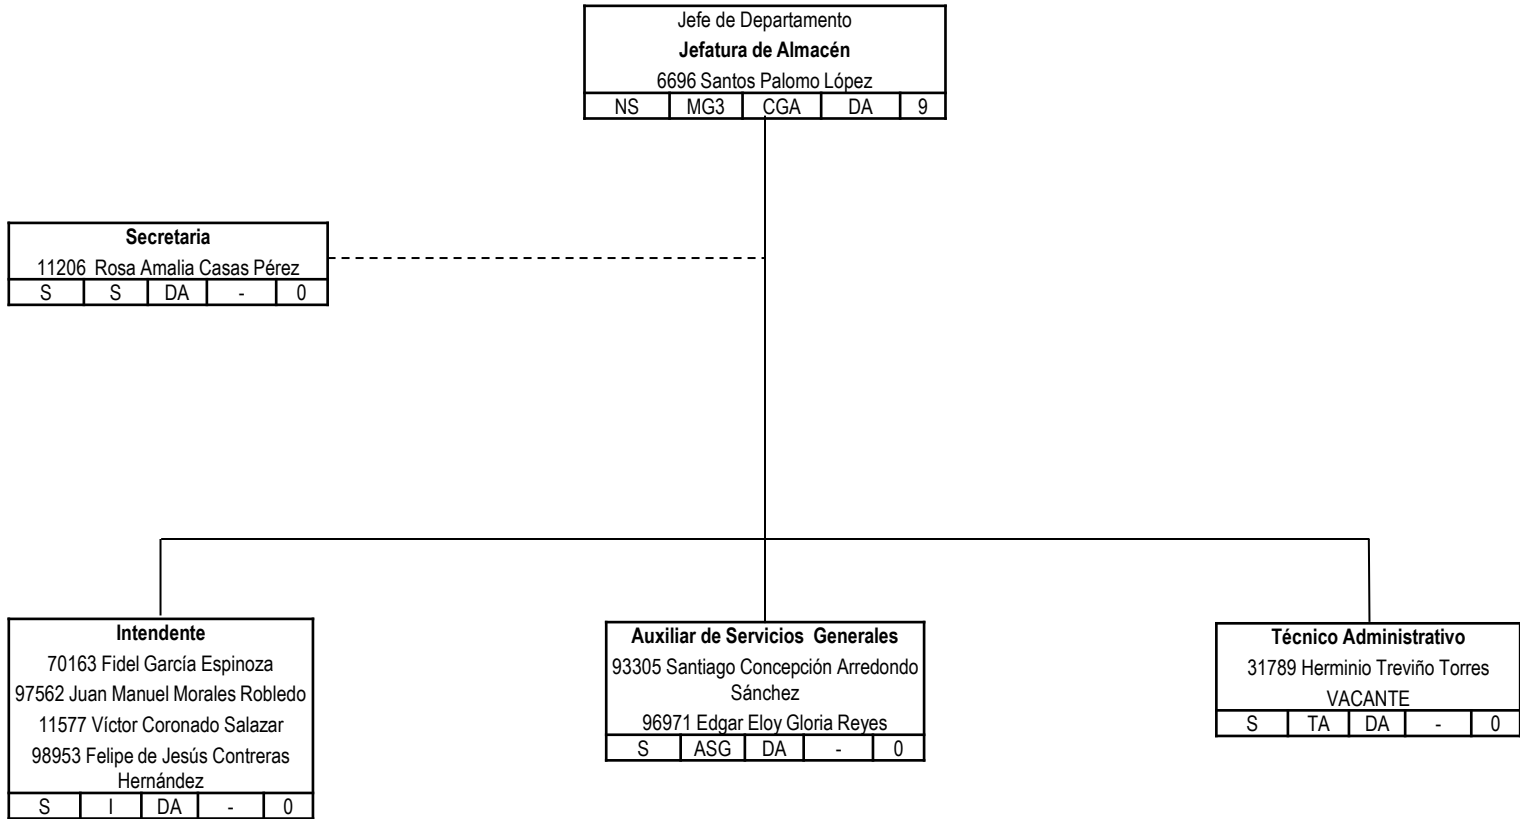 Jefe de Departamento
Jefatura de Almacén
6696 Santos Palomo López
NS MG3 CGA DA 9
Secretaria
11206 Rosa Amalia Casas Pérez
S S DA - 0
Intendente
70163 Fidel García Espinoza
97562 Juan Manuel Morales Robledo
11577 Víctor Coronado Salazar
98953 Felipe de Jesús Contreras
Hernández
S I DA - 0
Auxiliar de Servicios Generales
93305 Santiago Concepción Arredondo
Sánchez
96971 Edgar Eloy Gloria Reyes
S ASG DA - 0
Técnico Administrativo
31789 Herminio Treviño Torres
VACANTE
S TA DA - 0